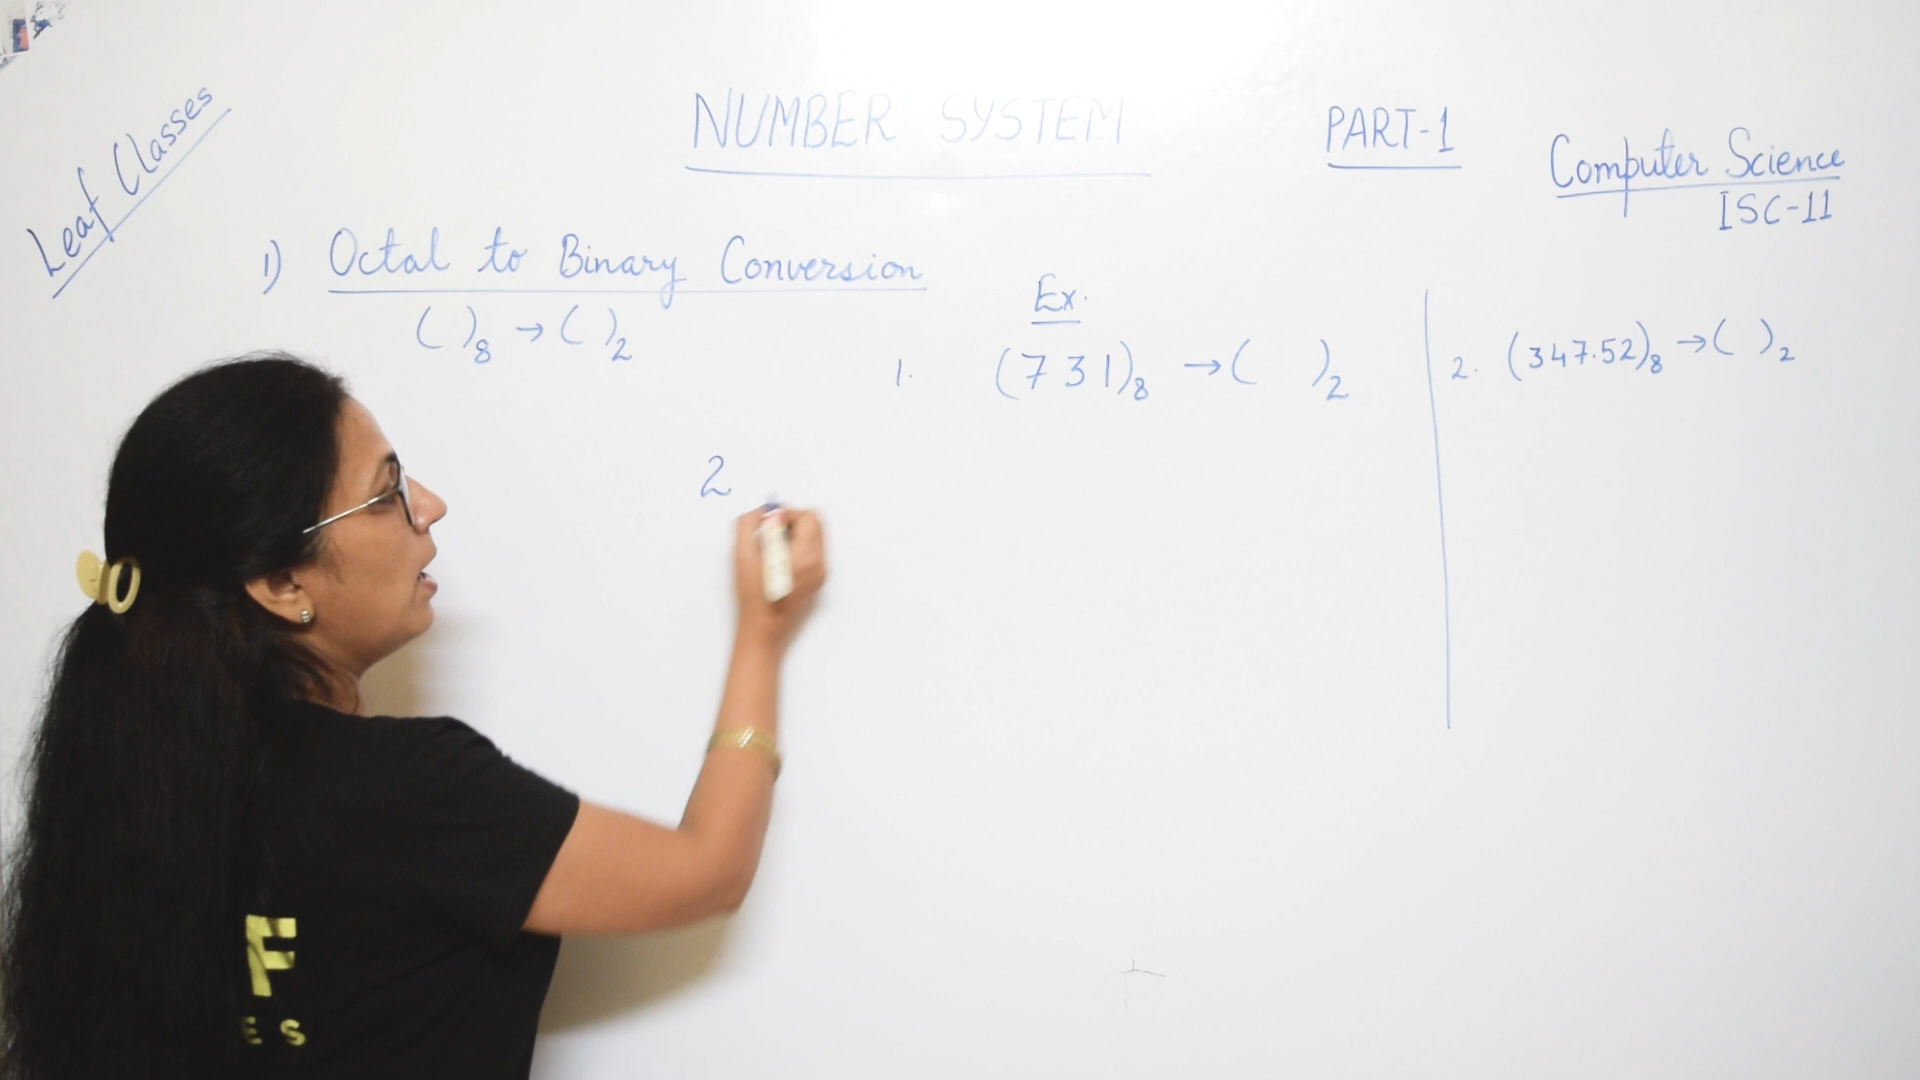 Leaf Classes
NUMBER SYSTEM
PART-1
Computer Science
ISC-11
1) Octal to Binary Conversion
( )₈ → ( )₂
Ex.
1. (731)₈ → ( )₂
2. (347.52)₈ → ( )₂
2
F
ES